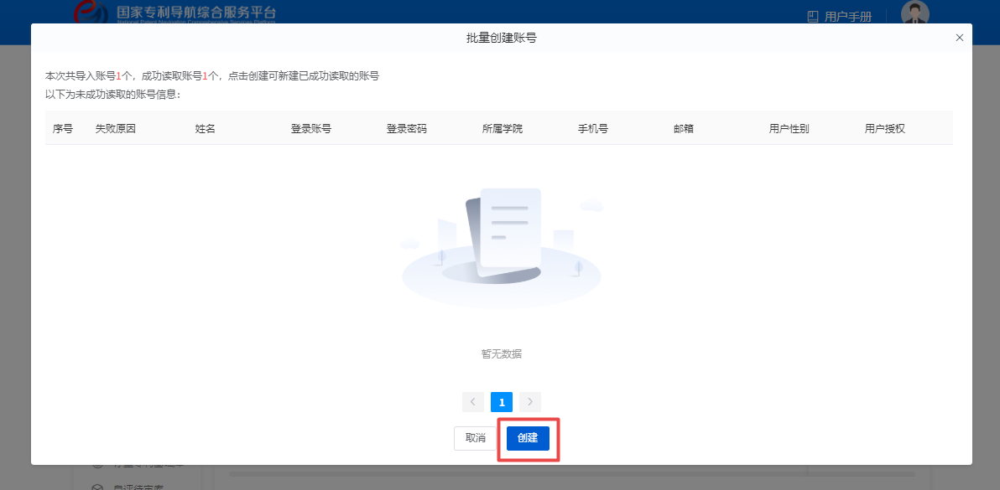 国家专利导航综合服务平台
National Patent Navigation Comprehensive Services Platform
用户手册
批量创建账号
本次共导入账号1个，成功读取账号1个，点击创建可新建已成功读取的账号
以下为未成功读取的账号信息：
序号 失败原因 姓名 登录账号 登录密码 所属学院 手机号 邮箱 用户性别 用户授权
暂无数据
1
取消 创建